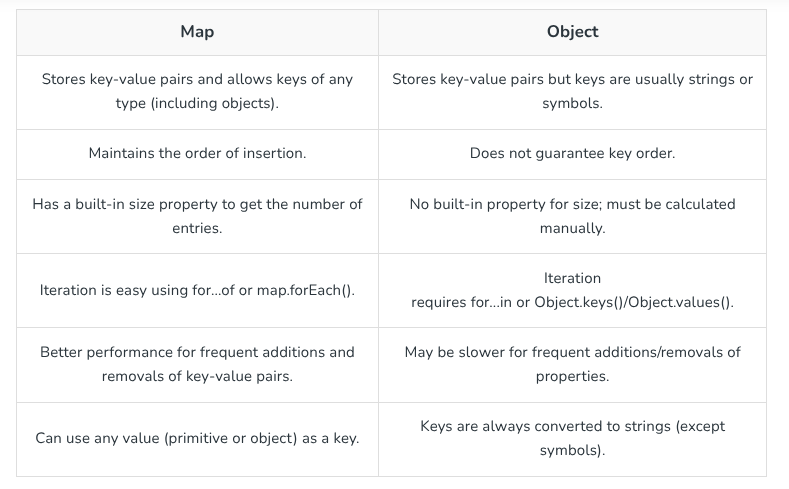 Map
Object
Stores key-value pairs and allows keys of any
type (including objects).
Stores key-value pairs but keys are usually strings or
symbols.
Maintains the order of insertion.
Does not guarantee key order.
Has a built-in size property to get the number of
entries.
No built-in property for size; must be calculated
manually.
Iteration is easy using for...of or map.forEach().
Iteration
requires for...in or Object.keys()/Object.values().
Better performance for frequent additions and
removals of key-value pairs.
May be slower for frequent additions/removals of
properties.
Can use any value (primitive or object) as a key.
Keys are always converted to strings (except
symbols).